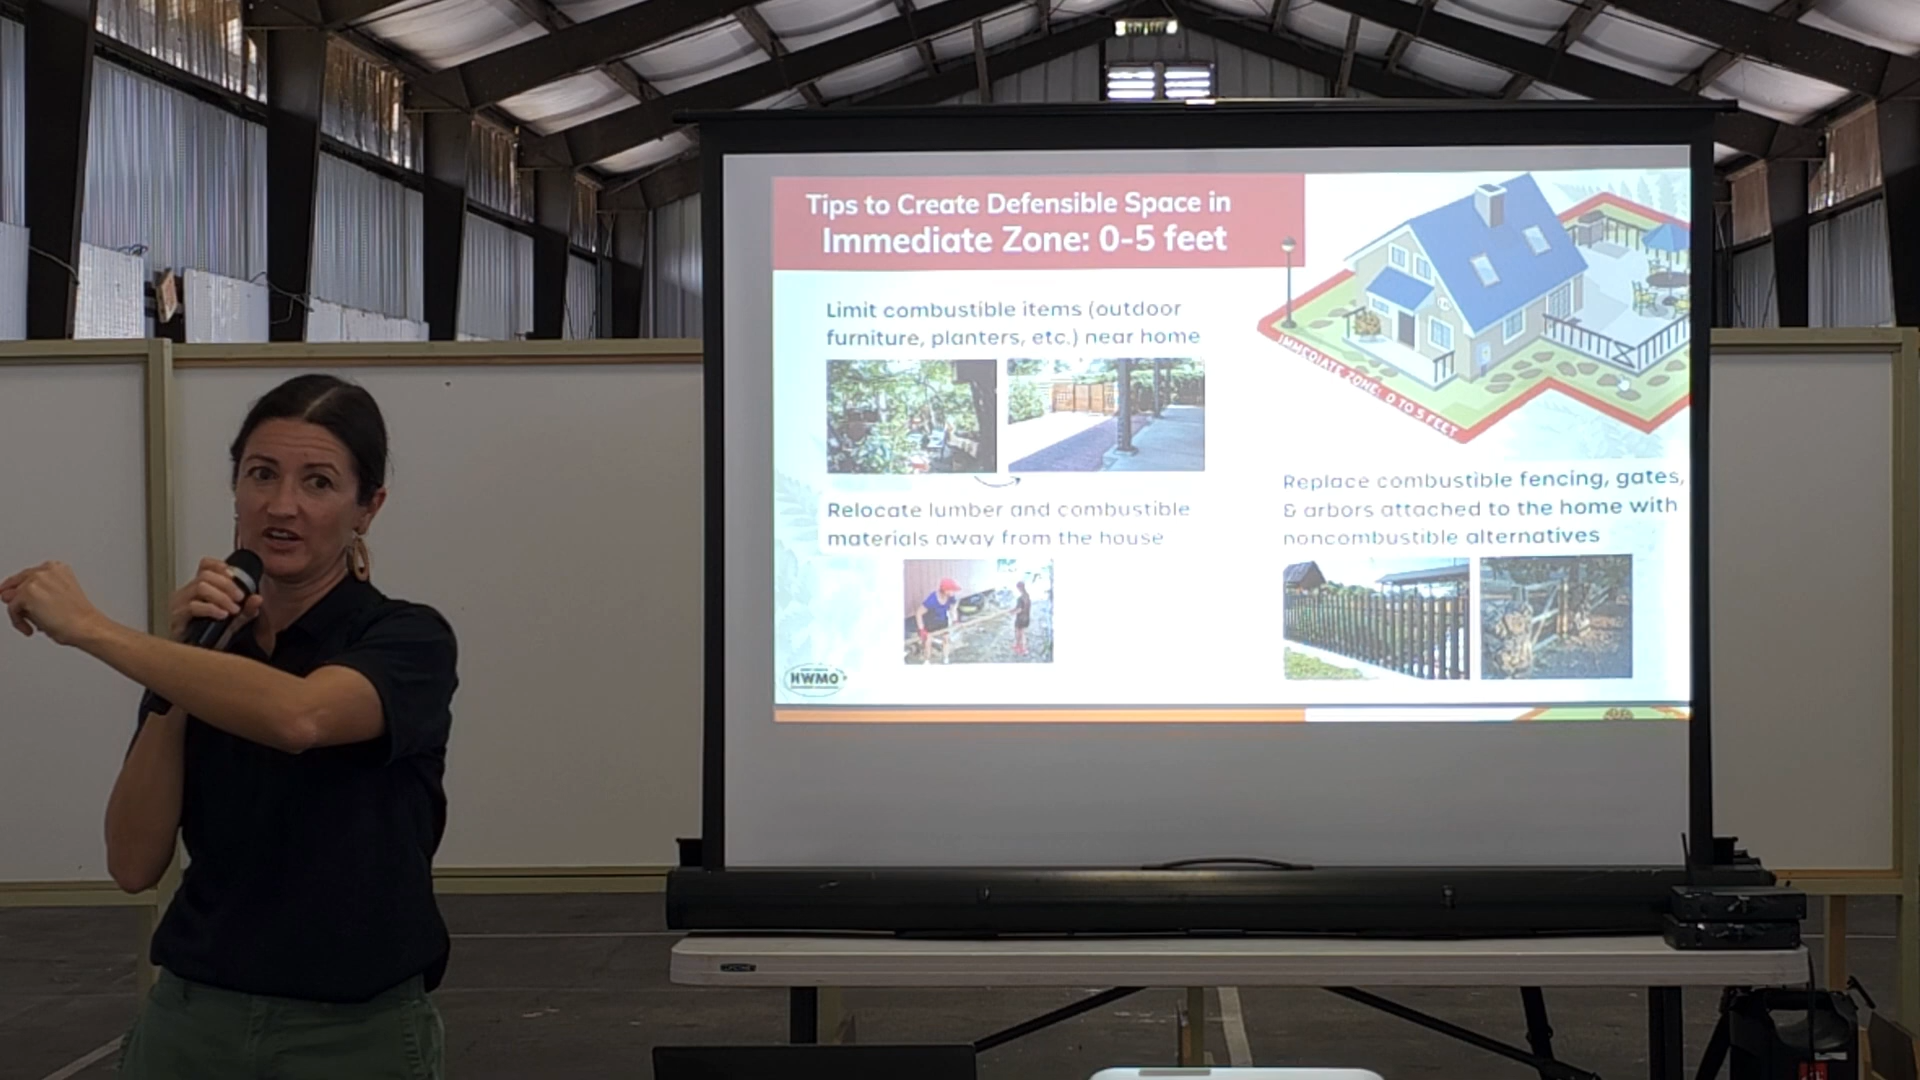 Tips to Create Defensible Space in
Immediate Zone: 0-5 feet
Limit combustible items (outdoor
furniture, planters, etc.) near home
IMMEDIATE ZONE: 0 TO 5 FEET
Relocate lumber and combustible
materials away from the house
Replace combustible fencing, gates,
& arbors attached to the home with
noncombustible alternatives
HWMO